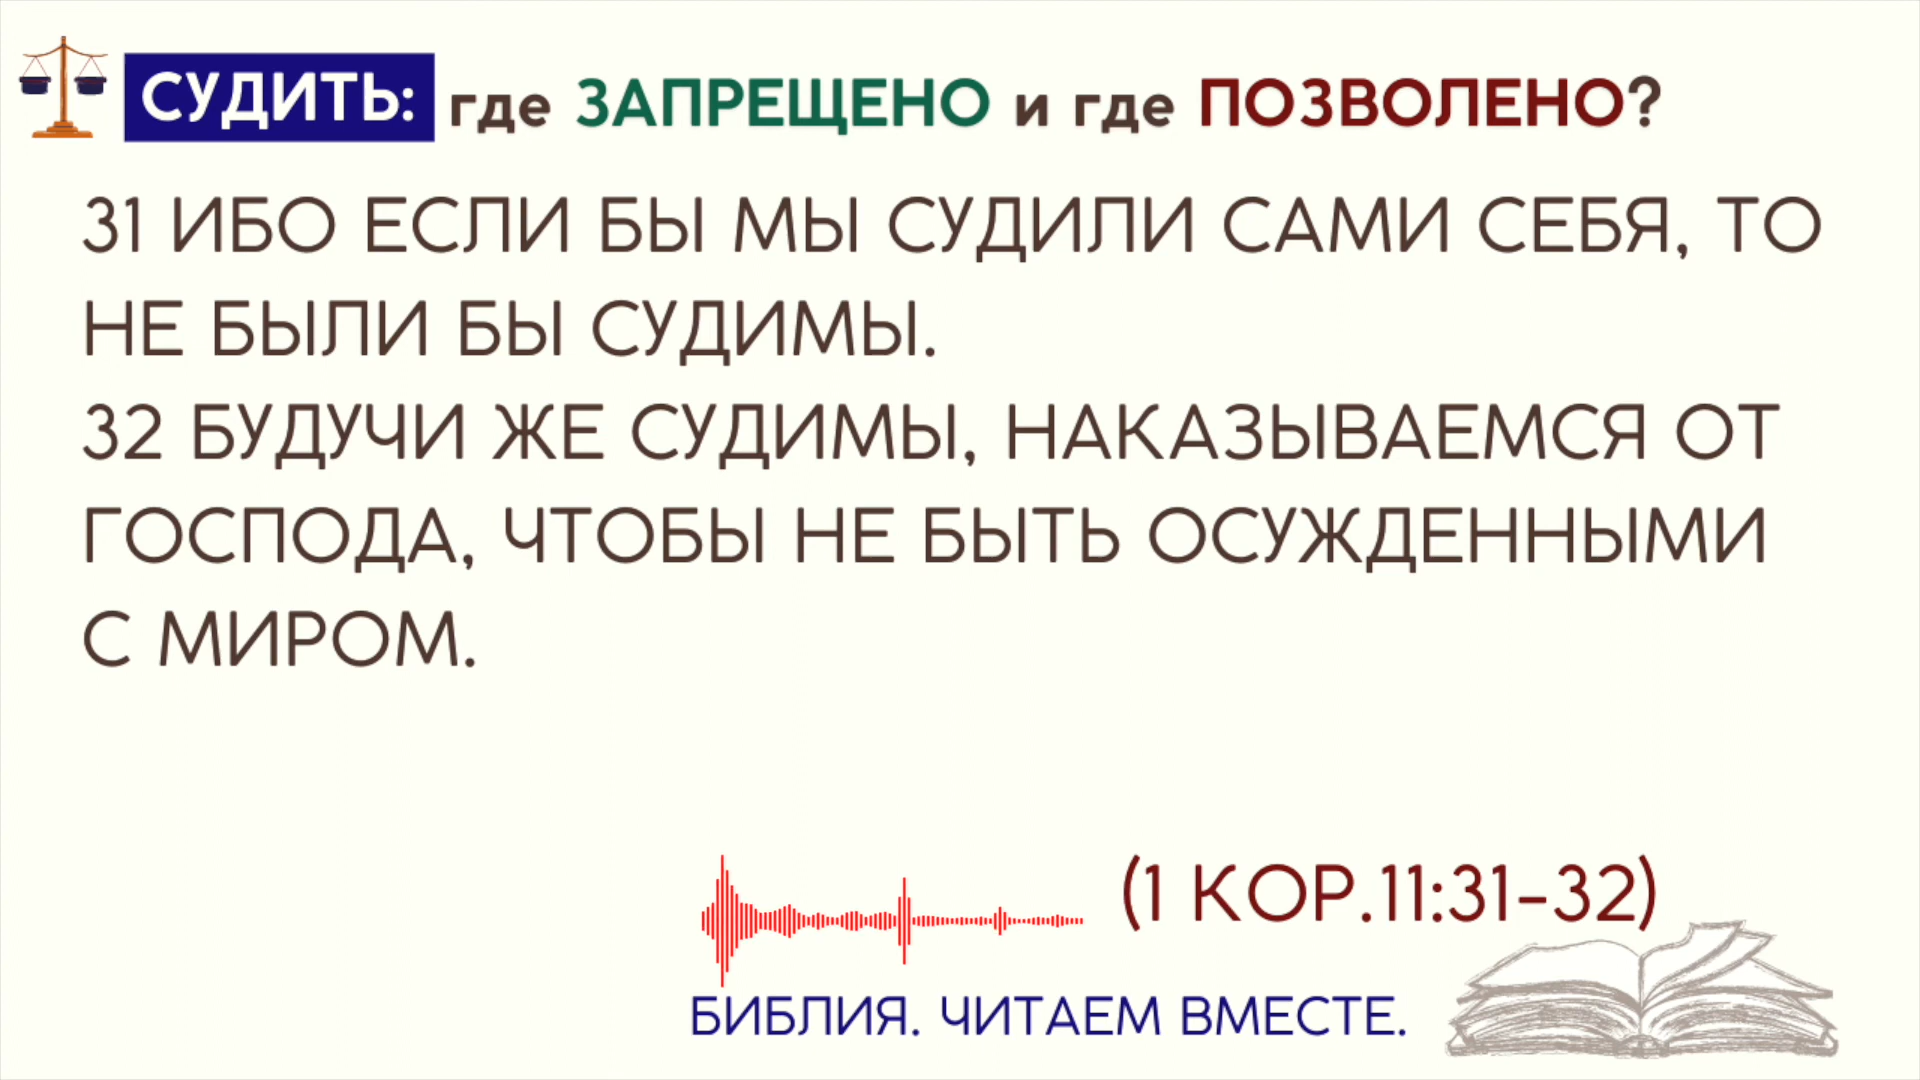 СУДИТЬ: где ЗАПРЕЩЕНО и где ПОЗВОЛЕНО?
31 ИБО ЕСЛИ БЫ МЫ СУДИЛИ САМИ СЕБЯ, ТО
НЕ БЫЛИ БЫ СУДИМЫ.
32 БУДУЧИ ЖЕ СУДИМЫ, НАКАЗЫВАЕМСЯ ОТ
ГОСПОДА, ЧТОБЫ НЕ БЫТЬ ОСУЖДЕННЫМИ
С МИРОМ.
(1 КОР.11:31-32)
БИБЛИЯ. ЧИТАЕМ ВМЕСТЕ.